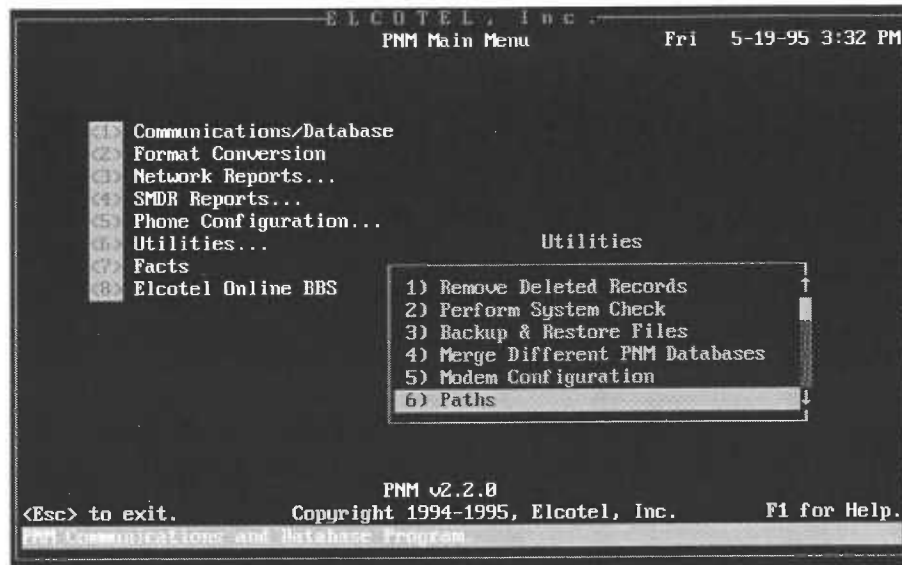 ELCOTEL, Inc.
PNM Main Menu Fri 5-19-95 3:32 PM
<1> Communications/Database
<2> Format Conversion
<3> Network Reports...
<4> SMDR Reports...
<5> Phone Configuration...
<6> Utilities...
<7> Facts
<8> Elcotel Online BBS
Utilities
1) Remove Deleted Records
2) Perform System Check
3) Backup & Restore Files
4) Merge Different PNM Databases
5) Modem Configuration
6) Paths
PNM v2.2.0
<Esc> to exit. Copyright 1994-1995, Elcotel, Inc. F1 for Help.
PNM Communications and Database Program